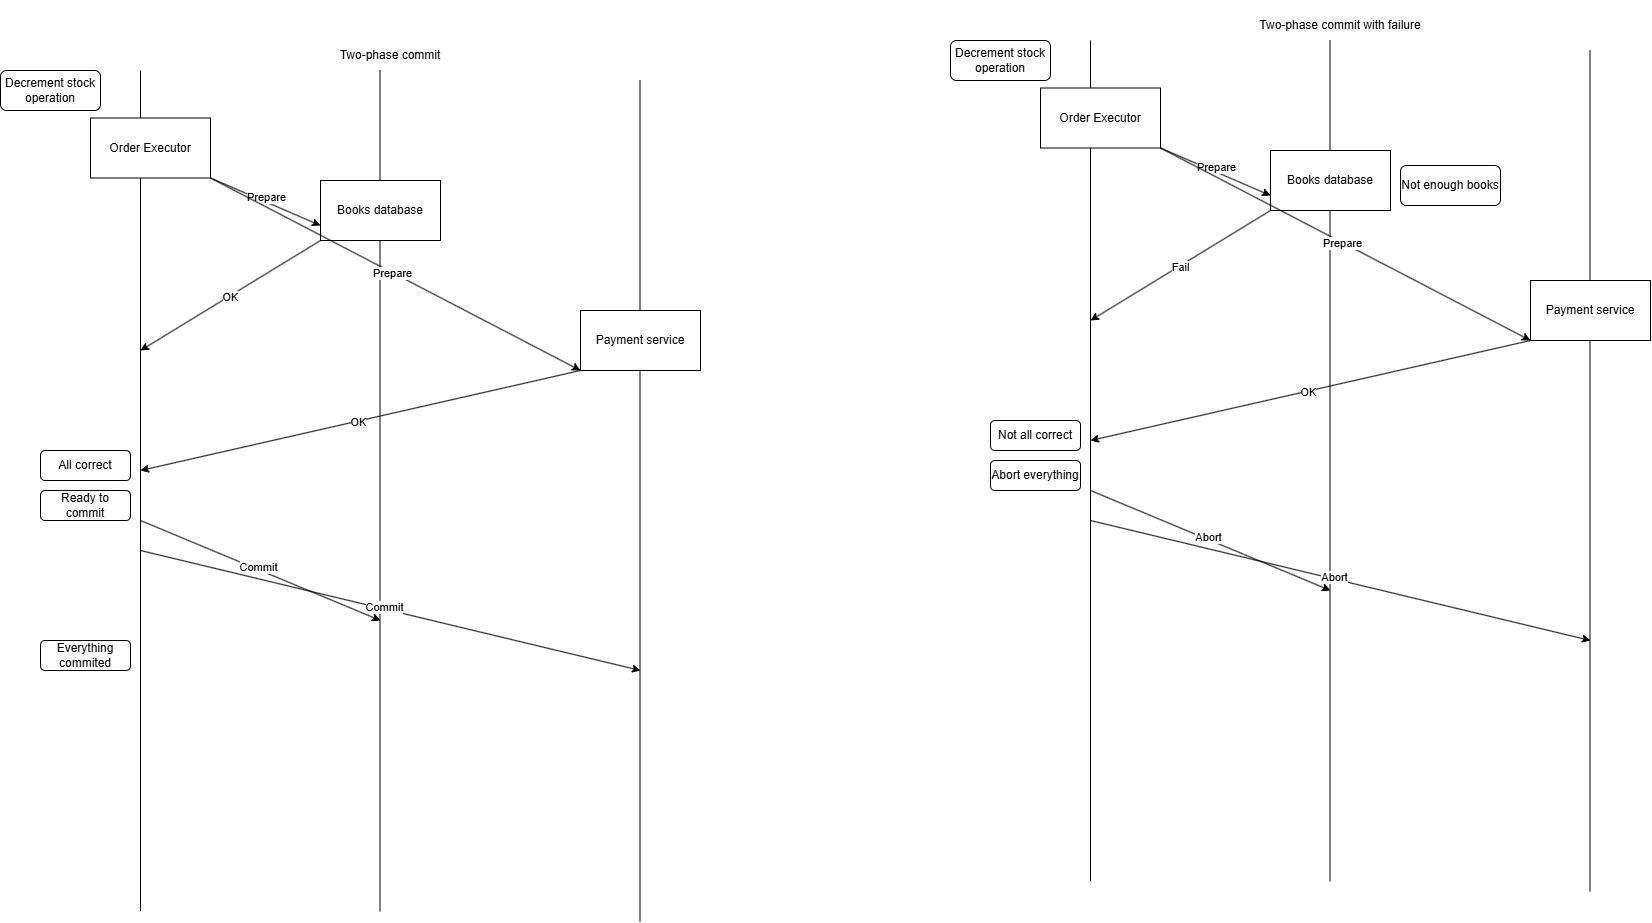 Two-phase commit
Decrement stock
operation
Order Executor
Prepare
Books database
Prepare
OK
Payment service
OK
All correct
Ready to
commit
Commit
Commit
Everything
commited
Two-phase commit with failure
Decrement stock
operation
Order Executor
Prepare
Books database
Not enough books
Prepare
Fail
Payment service
OK
Not all correct
Abort everything
Abort
Abort